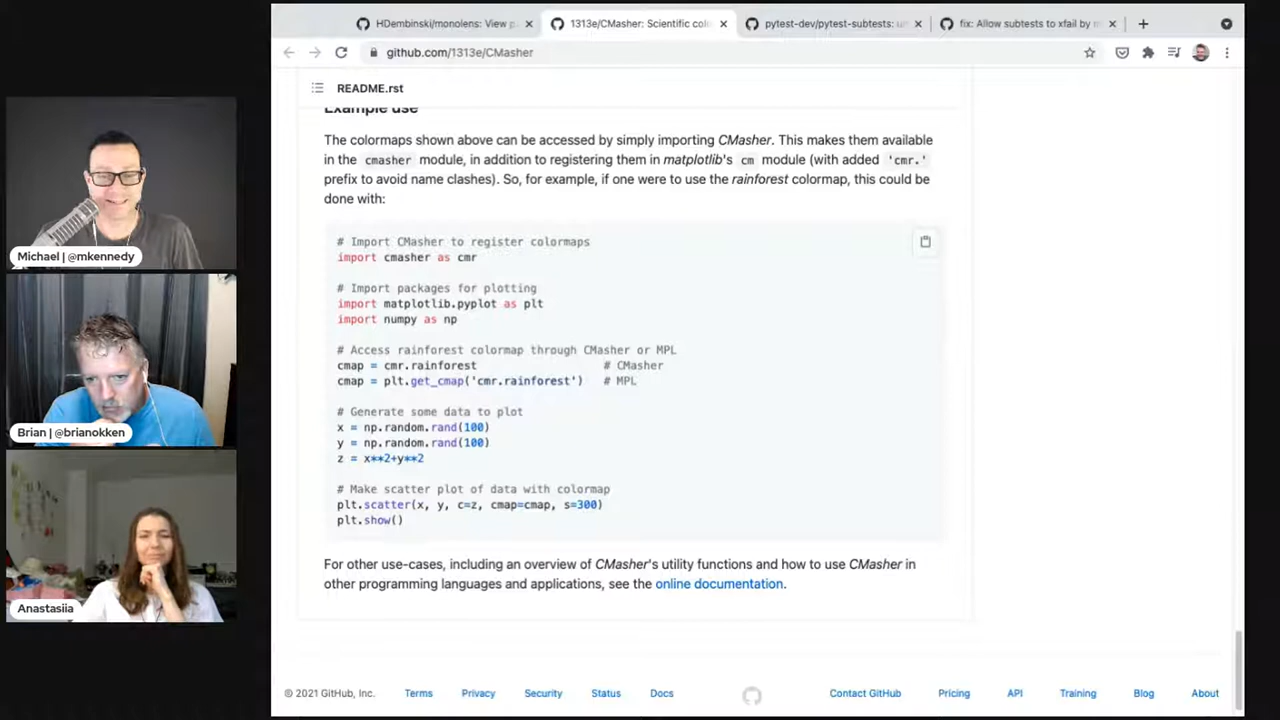 HDembinski/monolens: View p
1313e/CMasher: Scientific colo
pytest-dev/pytest-subtests: u
fix: Allow subtests to xfail by m
github.com/1313e/CMasher
README.rst
Example use
The colormaps shown above can be accessed by simply importing CMasher. This makes them available
in the cmasher module, in addition to registering them in matplotlib's cm module (with added 'cmr.'
prefix to avoid name clashes). So, for example, if one were to use the rainforest colormap, this could be
done with:
# Import CMasher to register colormaps
import cmasher as cmr
# Import packages for plotting
import matplotlib.pyplot as plt
import numpy as np
# Access rainforest colormap through CMasher or MPL
cmap = cmr.rainforest # CMasher
cmap = plt.get_cmap('cmr.rainforest') # MPL
# Generate some data to plot
x = np.random.rand(100)
y = np.random.rand(100)
z = x**2+y**2
# Make scatter plot of data with colormap
plt.scatter(x, y, c=z, cmap=cmap, s=300)
plt.show()
For other use-cases, including an overview of CMasher's utility functions and how to use CMasher in
other programming languages and applications, see the online documentation.
© 2021 GitHub, Inc. Terms Privacy Security Status Docs Contact GitHub Pricing API Training Blog About
Michael | @mkennedy
Brian | @brianokken
Anastasiia